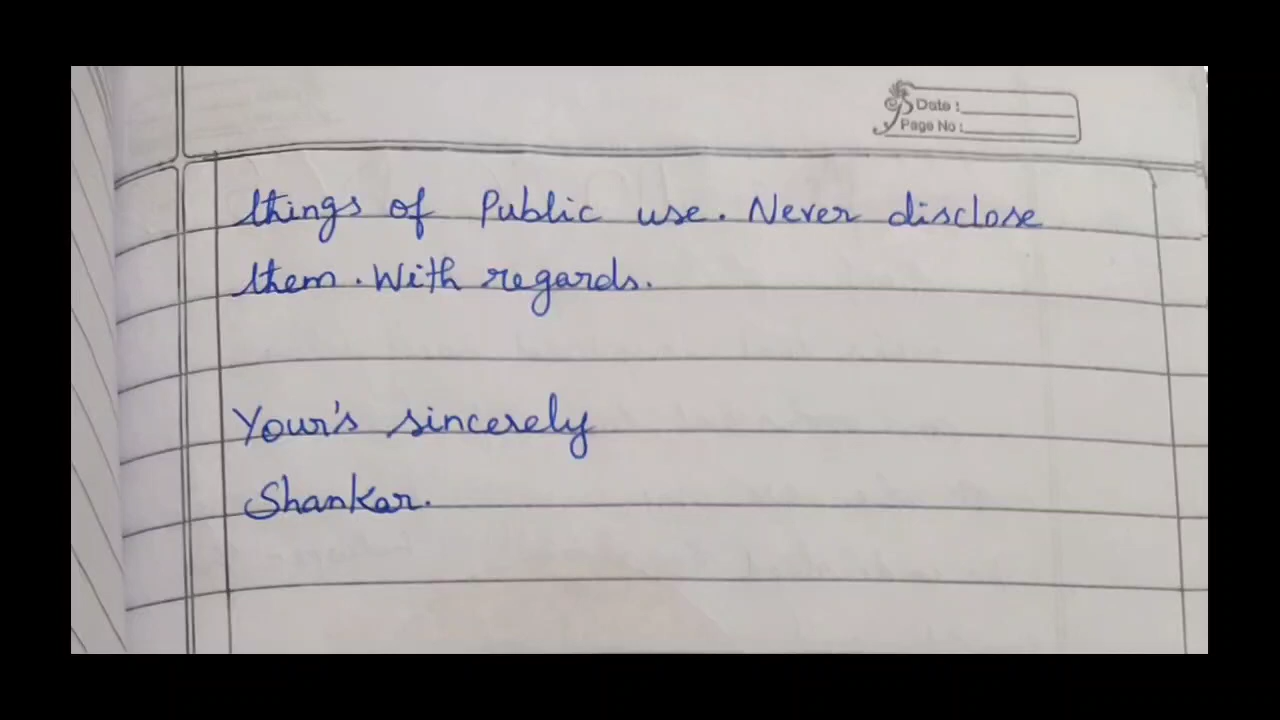 Date :
Page No :
things of Public use. Never disclose
them. With regards.
Your's sincerely
Shankar.